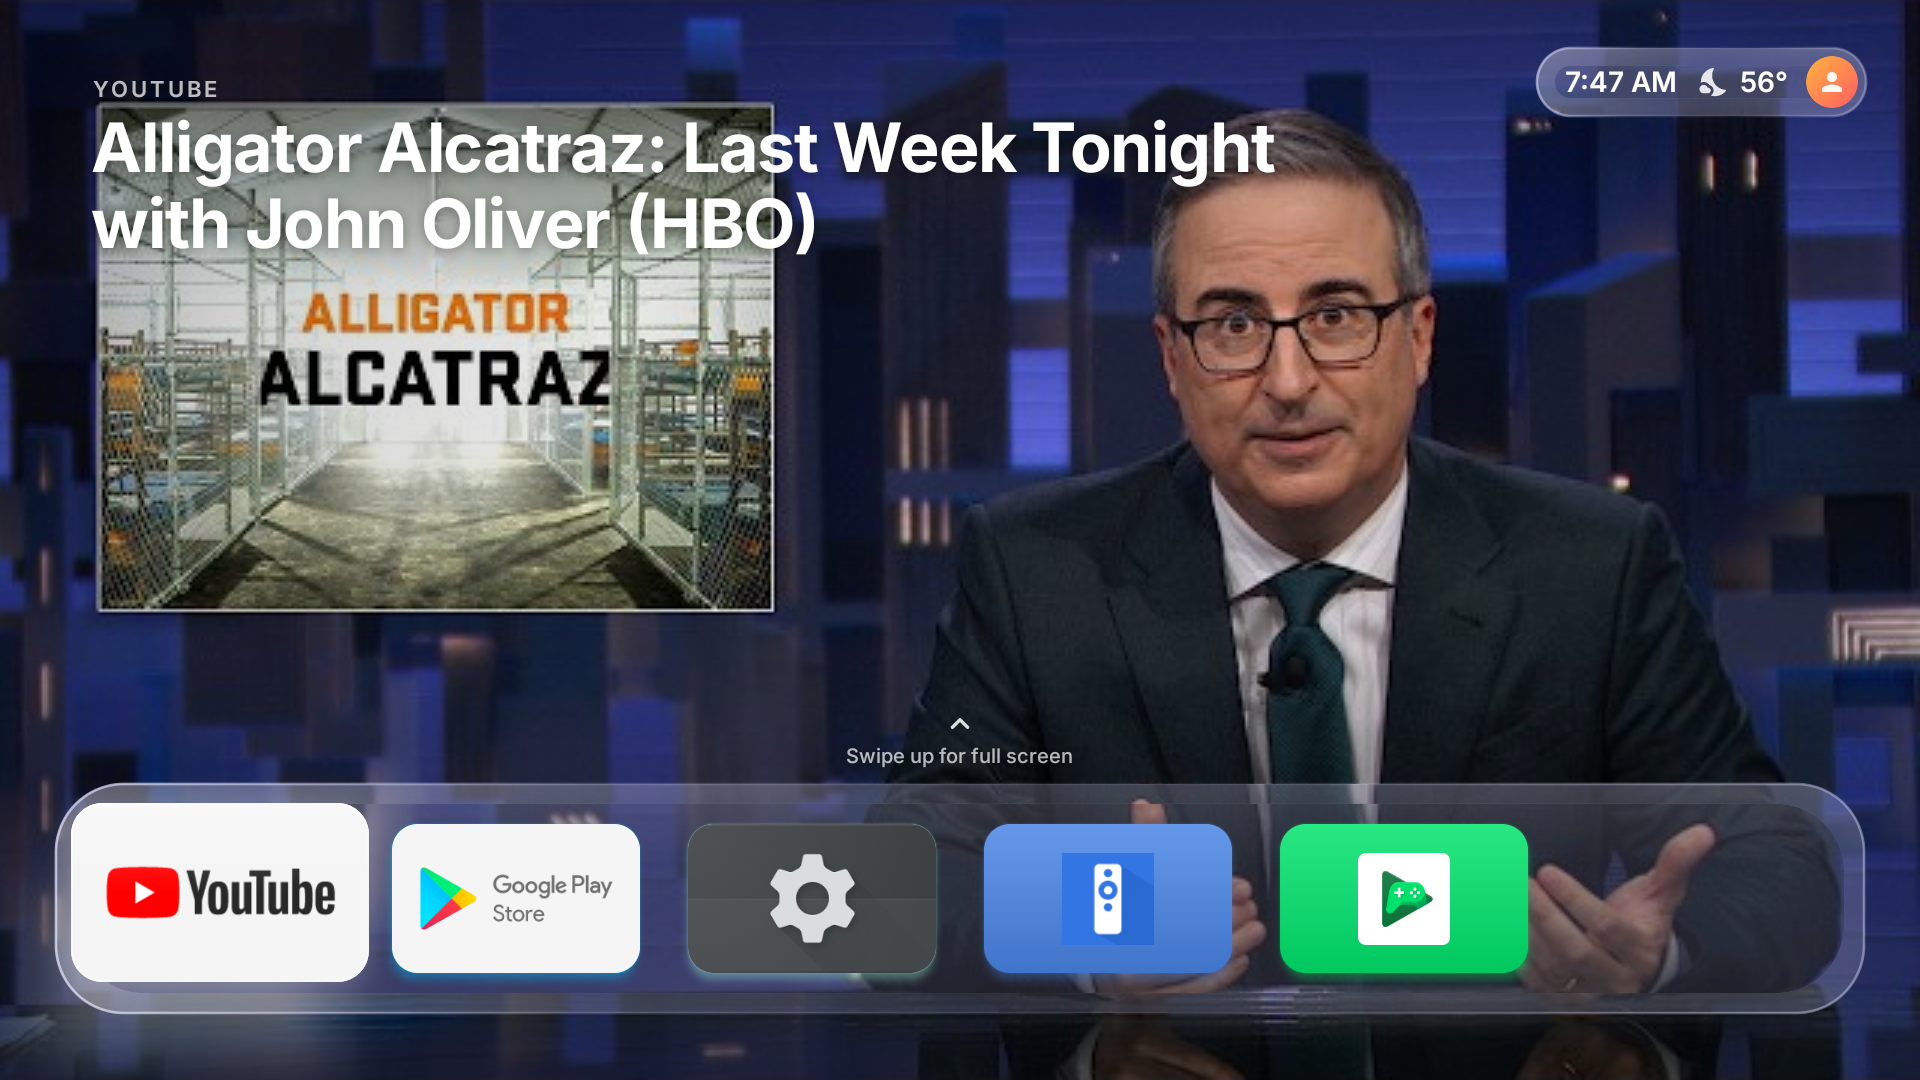 YOUTUBE
7:47 AM 56°
Alligator Alcatraz: Last Week Tonight
with John Oliver (HBO)
ALLIGATOR
ALCATRAZ
Swipe up for full screen
YouTube
Google Play
Store